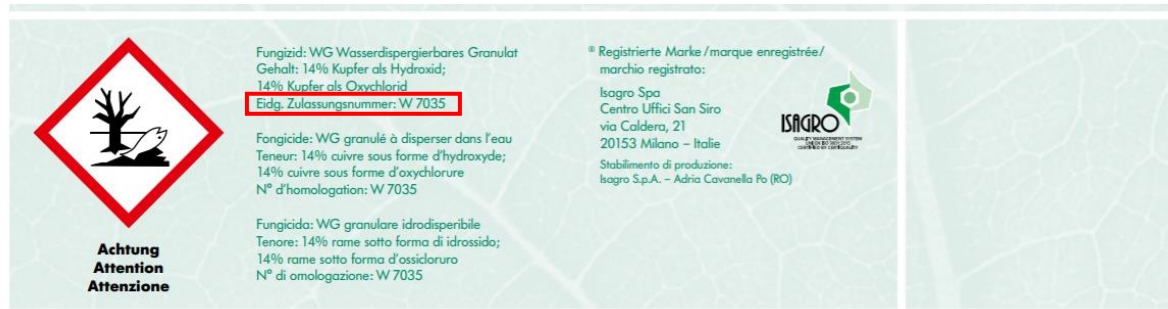 Achtung
Attention
Attenzione
Fungizid: WG Wasserdispergierbares Granulat
Gehalt: 14% Kupfer als Hydroxid;
14% Kupfer als Oxychlorid
Eidg. Zulassungsnummer: W 7035
Fongicide: WG granulé à disperser dans l'eau
Teneur: 14% cuivre sous forme d'hydroxyde;
14% cuivre sous forme d'oxychlorure
N° d'homologation: W 7035
Fungicida: WG granulare idrodisperibile
Tenore: 14% rame sotto forma di idrossido;
14% rame sotto forma d'ossicloruro
N° di omologazione: W 7035
® Registrierte Marke/marque enregistrée/
marchio registrato:
Isagro Spa
Centro Uffici San Siro
via Caldera, 21
20153 Milano – Italie
Stabilimento di produzione:
Isagro S.p.A. – Adria Cavanella Po (RO)
ISAGRO
QUALITY MANAGEMENT SYSTEM